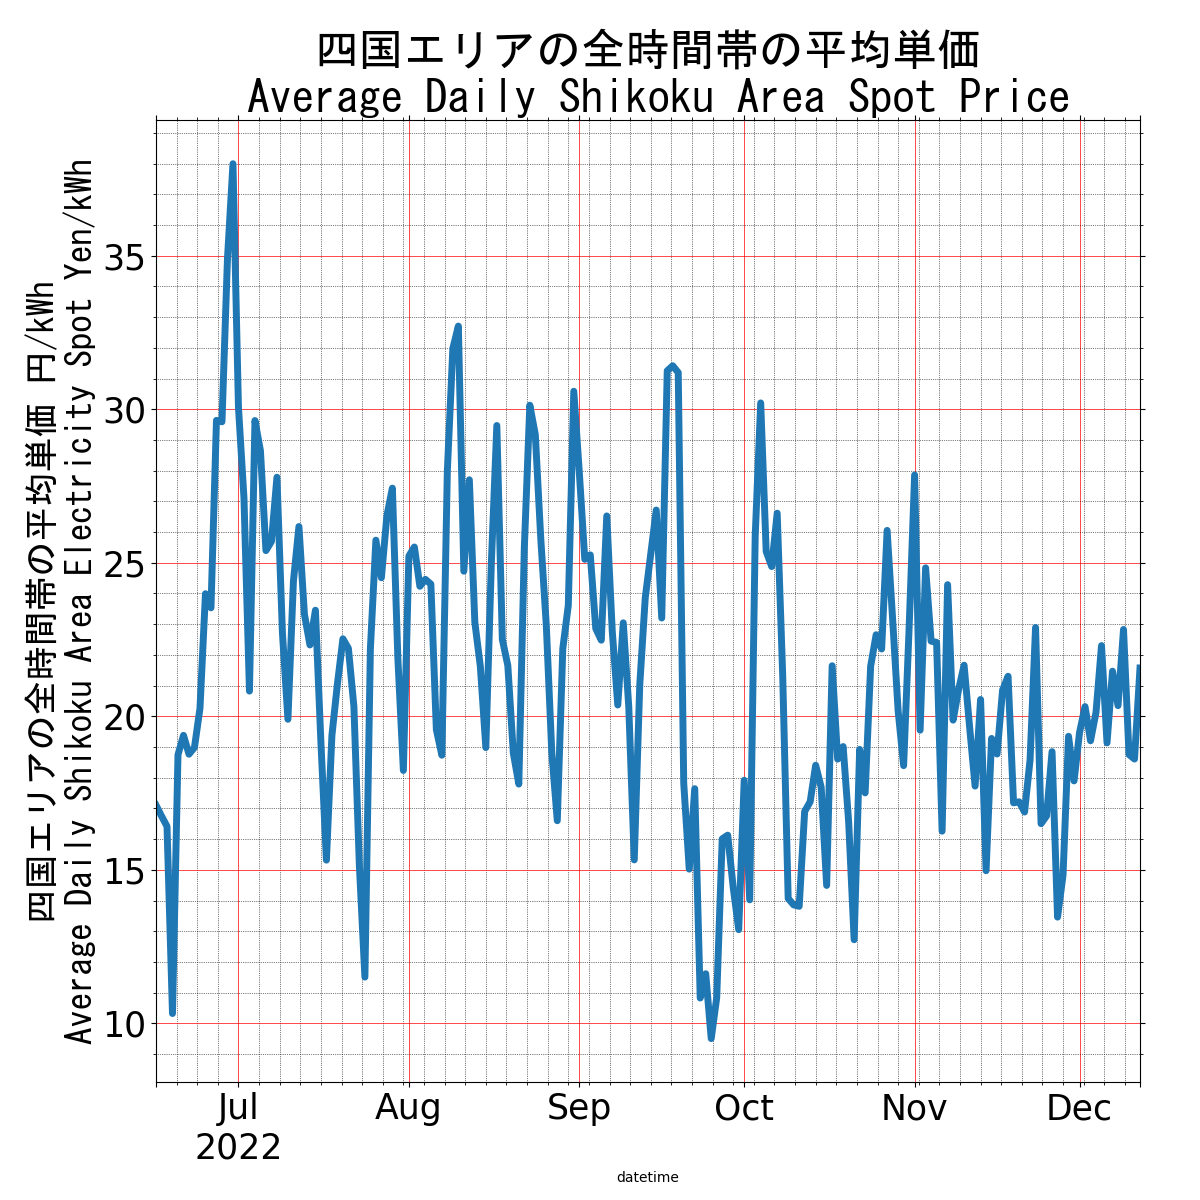 四国エリアの全時間帯の平均単価
Average Daily Shikoku Area Spot Price
四国エリアの全時間帯の平均単価 円/kWh
Average Daily Shikoku Area Electricity Spot Yen/kWh
35
30
25
20
15
10
Jul
2022
Aug
Sep
Oct
Nov
Dec
datetime